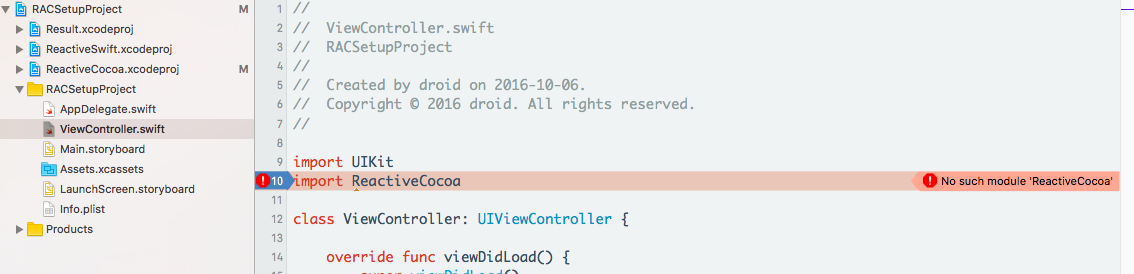 RACSetupProject M
Result.xcodeproj
ReactiveSwift.xcodeproj
ReactiveCocoa.xcodeproj M
RACSetupProject
AppDelegate.swift
ViewController.swift
Main.storyboard
Assets.xcassets
LaunchScreen.storyboard
Info.plist
Products
1 //
2 // ViewController.swift
3 // RACSetupProject
4 //
5 // Created by droid on 2016-10-06.
6 // Copyright © 2016 droid. All rights reserved.
7 //
8
9 import UIKit
10 import ReactiveCocoa No such module 'ReactiveCocoa'
11
12 class ViewController: UIViewController {
13
14 override func viewDidLoad() {
15 super.viewDidLoad()